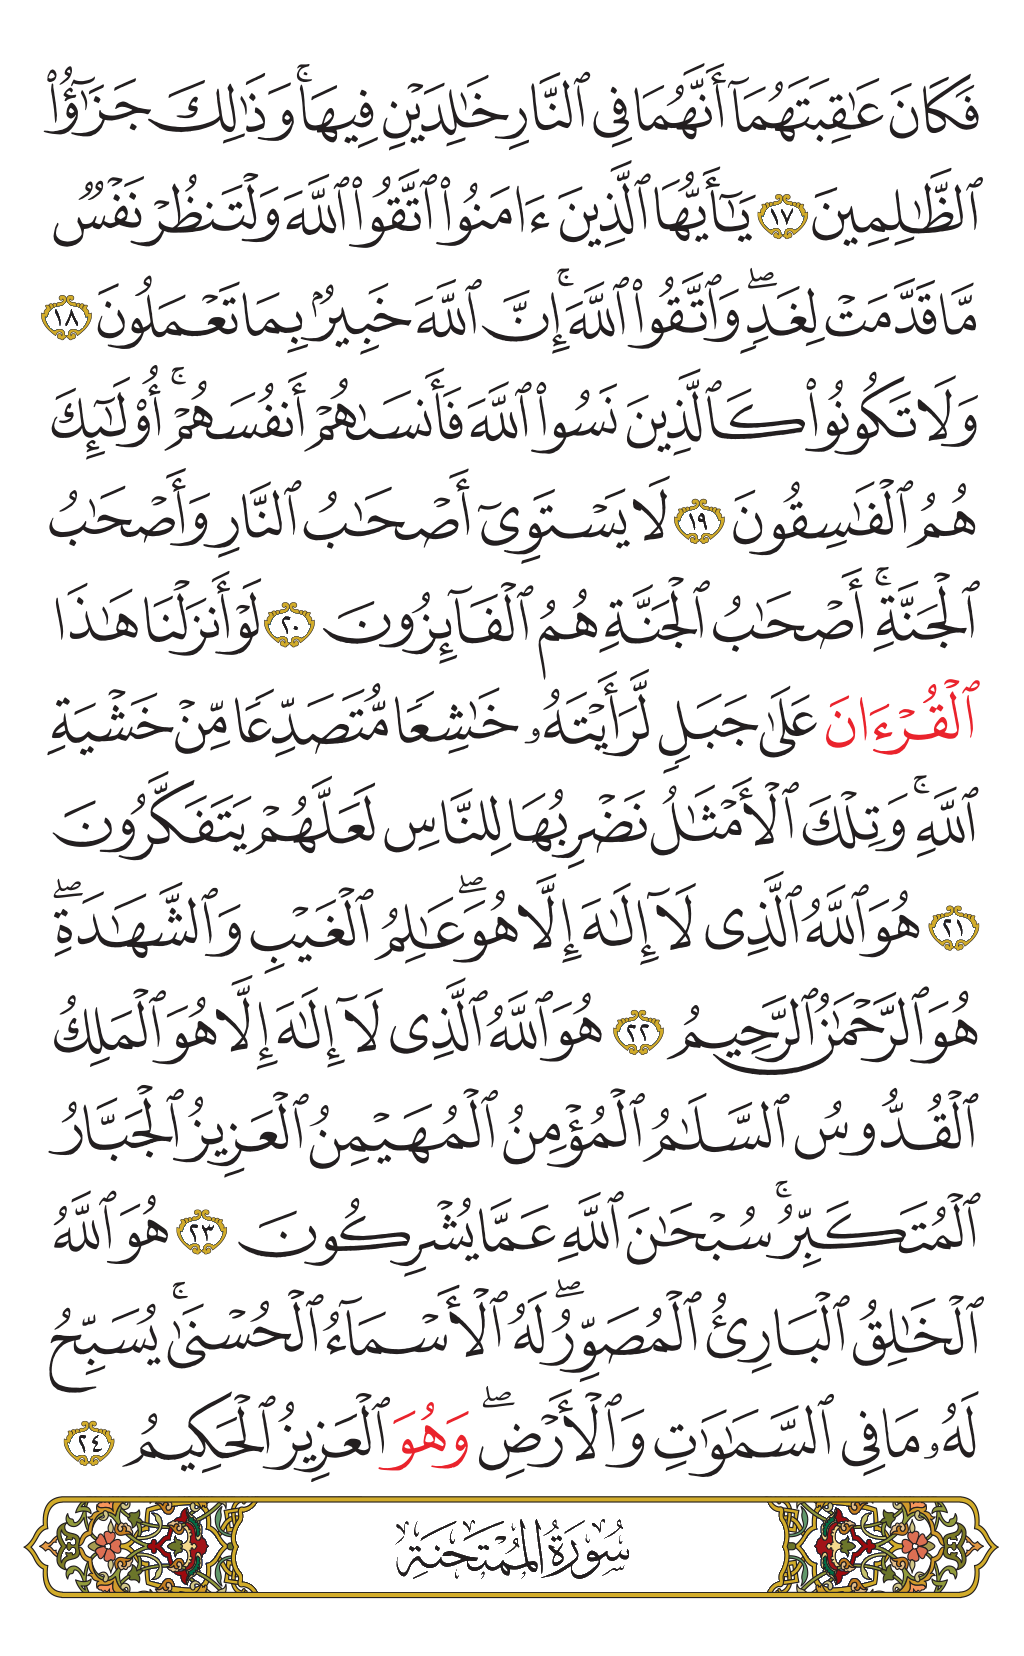 فَكَانَ عَٰقِبَتَهُمَآ أَنَّهُمَا فِى ٱلنَّارِ خَٰلِدَيْنِ فِيهَا ۚ وَذَٰلِكَ جَزَٰٓؤُا۟
ٱلظَّٰلِمِينَ ١٧ يَٰٓأَيُّهَا ٱلَّذِينَ ءَامَنُوا۟ ٱتَّقُوا۟ ٱللَّهَ وَلْتَنظُرْ نَفْسٌ
مَّا قَدَّمَتْ لِغَدٍ ۖ وَٱتَّقُوا۟ ٱللَّهَ ۚ إِنَّ ٱللَّهَ خَبِيرٌۢ بِمَا تَعْمَلُونَ ١٨
وَلَا تَكُونُوا۟ كَٱلَّذِينَ نَسُوا۟ ٱللَّهَ فَأَنسَىٰهُمْ أَنفُسَهُمْ ۚ أُو۟لَٰٓئِكَ
هُمُ ٱلْفَٰسِقُونَ ١٩ لَا يَسْتَوِىٓ أَصْحَٰبُ ٱلنَّارِ وَأَصْحَٰبُ
ٱلْجَنَّةِ ۚ أَصْحَٰبُ ٱلْجَنَّةِ هُمُ ٱلْفَآئِزُونَ ٢٠ لَوْ أَنزَلْنَا هَٰذَا
ٱلْقُرْءَانَ عَلَىٰ جَبَلٍ لَّرَأَيْتَهُۥ خَٰشِعًا مُّتَصَدِّعًا مِّنْ خَشْيَةِ
ٱللَّهِ ۚ وَتِلْكَ ٱلْأَمْثَٰلُ نَضْرِبُهَا لِلنَّاسِ لَعَلَّهُمْ يَتَفَكَّرُونَ
٢١ هُوَ ٱللَّهُ ٱلَّذِى لَآ إِلَٰهَ إِلَّا هُوَ ۖ عَٰلِمُ ٱلْغَيْبِ وَٱلشَّهَٰدَةِ ۖ
هُوَ ٱلرَّحْمَٰنُ ٱلرَّحِيمُ ٢٢ هُوَ ٱللَّهُ ٱلَّذِى لَآ إِلَٰهَ إِلَّا هُوَ ٱلْمَلِكُ
ٱلْقُدُّوسُ ٱلسَّلَٰمُ ٱلْمُؤْمِنُ ٱلْمُهَيْمِنُ ٱلْعَزِيزُ ٱلْجَبَّارُ
ٱلْمُتَكَبِّرُ ۚ سُبْحَٰنَ ٱللَّهِ عَمَّا يُشْرِكُونَ ٢٣ هُوَ ٱللَّهُ
ٱلْخَٰلِقُ ٱلْبَارِئُ ٱلْمُصَوِّرُ ۖ لَهُ ٱلْأَسْمَآءُ ٱلْحُسْنَىٰ ۚ يُسَبِّحُ
لَهُۥ مَا فِى ٱلسَّمَٰوَٰتِ وَٱلْأَرْضِ ۖ وَهُوَ ٱلْعَزِيزُ ٱلْحَكِيمُ ٢٤
سُورَةُ المُمْتَحَنَةِ